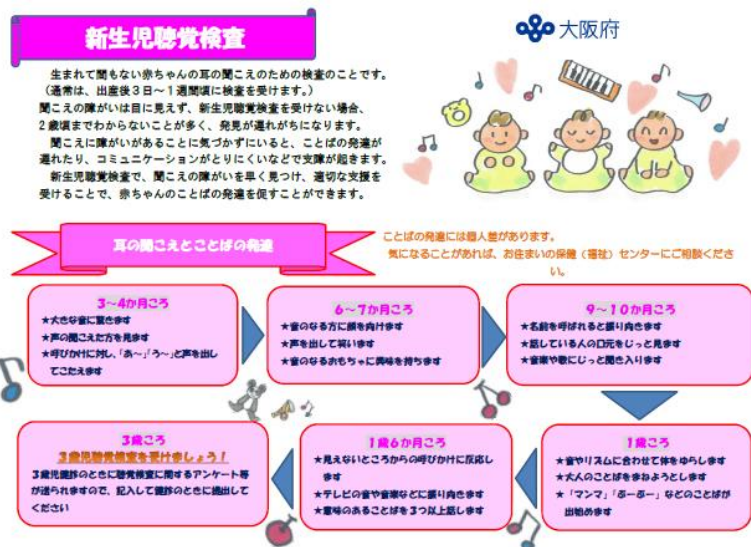 新生児聴覚検査
大阪府
生まれて間もない赤ちゃんの耳の聞こえのための検査のことです。
（通常は、出産後3日～1週間頃に検査を受けます。）
聞こえの障がいは目に見えず、新生児聴覚検査を受けない場合、
2歳頃までわからないことが多く、発見が遅れがちになります。
聞こえに障がいがあることに気づかずにいると、ことばの発達が
遅れたり、コミュニケーションがとりにくいなどで支障が起きます。
新生児聴覚検査で、聞こえの障がいを早く見つけ、適切な支援を
受けることで、赤ちゃんのことばの発達を促すことができます。
耳の聞こえとことばの発達
ことばの発達には個人差があります。
気になることがあれば、お住まいの保健（福祉）センターにご相談くださ
い。
3～4か月ころ
★大きな音に驚きます
★声の聞こえた方を見ます
★呼びかけに対し、「あ～」「う～」と声を出し
てこたえます
6～7か月ころ
★音のなる方に顔を向けます
★声を出して笑います
★音のなるおもちゃに興味を持ちます
9～10か月ころ
★名前を呼ばれると振り向きます
★話している人の口元をじっと見ます
★音楽や歌にじっと聞き入ります
1歳ころ
★音やリズムに合わせて体をゆらします
★大人のことばをまねようとします
★「マンマ」「ぶーぶー」などのことばが
出始めます
1歳6か月ころ
★見えないところからの呼びかけに反応し
ます
★テレビの音や音楽などに振り向きます
★意味のあることばを3つ以上話します
3歳ころ
3歳児聴覚検査を受けましょう！
3歳児健診のときに聴覚検査に関するアンケート等
が送られますので、記入して健診のときに提出して
ください